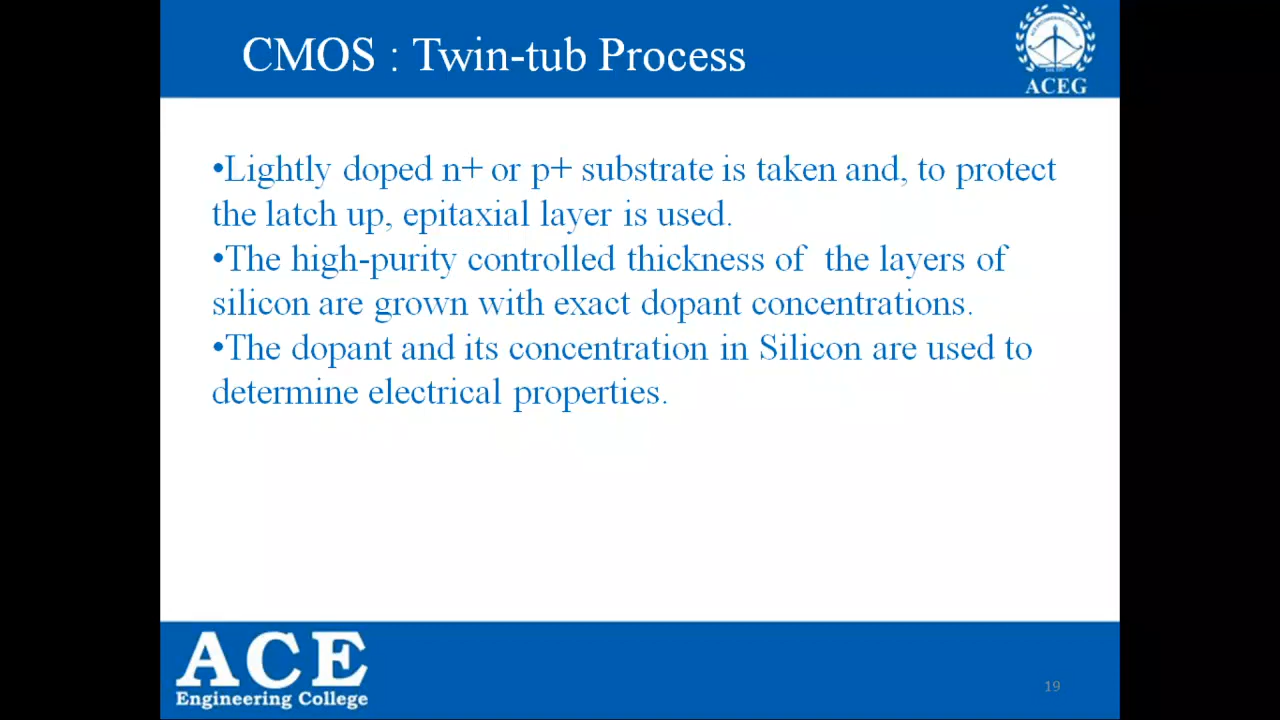 CMOS : Twin-tub Process
ACEG
•Lightly doped n+ or p+ substrate is taken and, to protect
the latch up, epitaxial layer is used.
•The high-purity controlled thickness of  the layers of
silicon are grown with exact dopant concentrations.
•The dopant and its concentration in Silicon are used to
determine electrical properties.
ACE
Engineering College
19